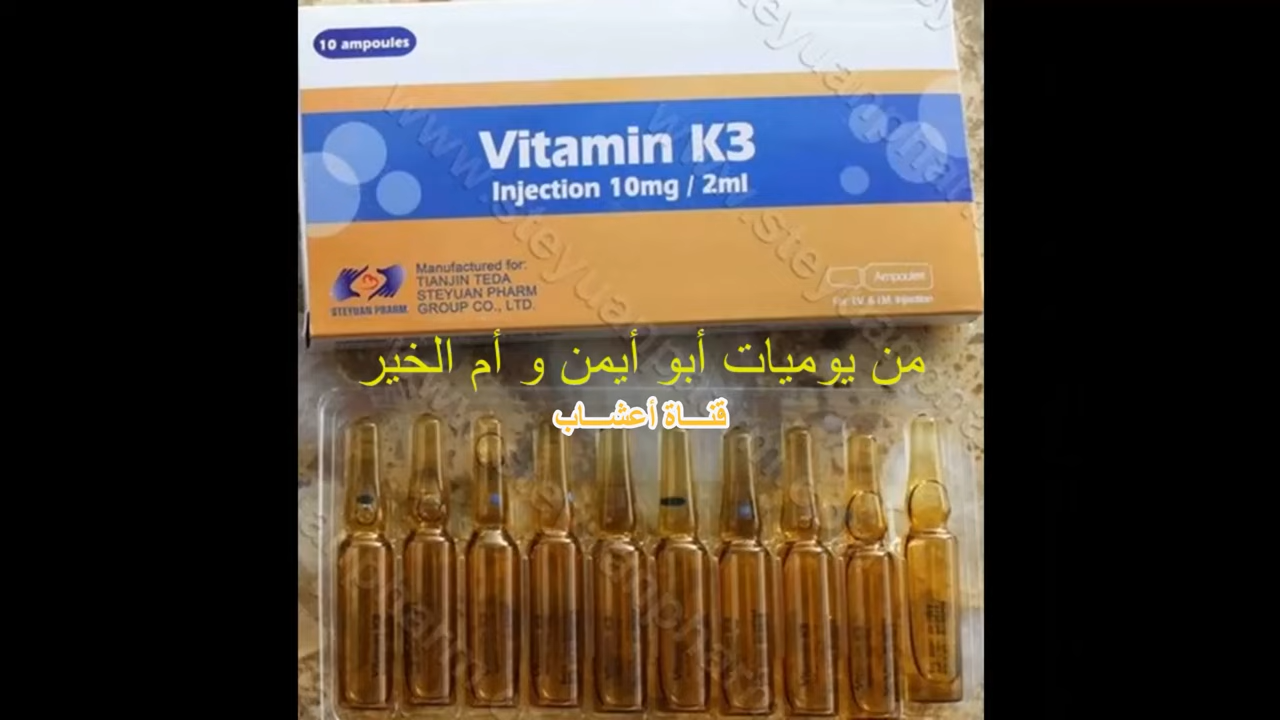 10 ampoules
Vitamin K3
Injection 10mg / 2ml
Manufactured for:
TIANJIN TEDA
STEYUAN PHARM
GROUP CO., LTD.
STEYUAN PHARM.
Ampoules
For I.V. & I.M. Injection
من يوميات أبو أيمن و أم الخير
قنـــاة أعشـــاب